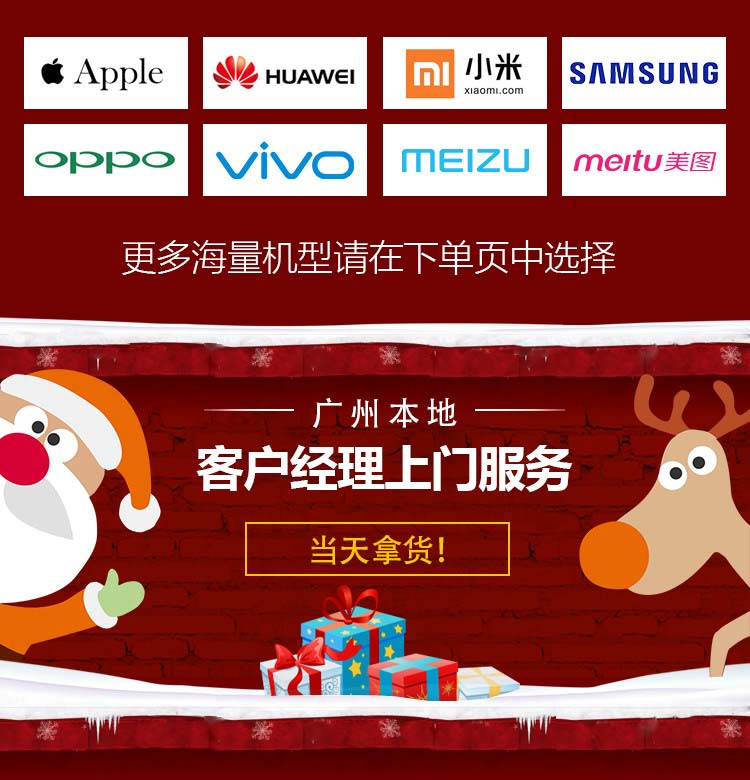 Apple
HUAWEI
小米
xiaomi.com
SAMSUNG
oppo
vivo
MEIZU
meitu美图
更多海量机型请在下单页中选择
广州本地
客户经理上门服务
当天拿货!